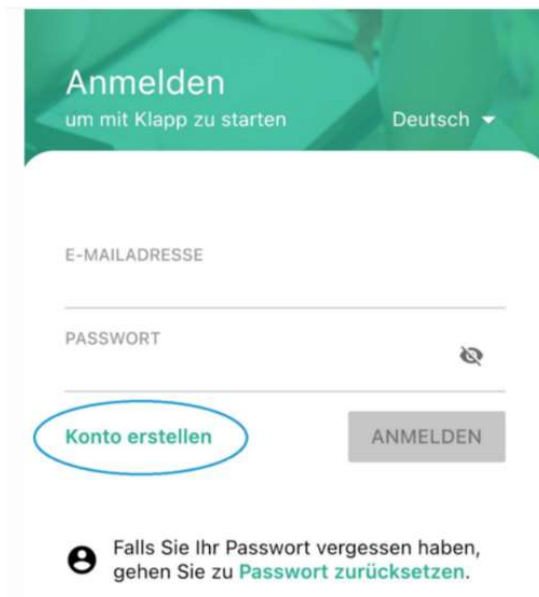 Anmelden
um mit Klapp zu starten
Deutsch
E-MAILADRESSE
PASSWORT
Konto erstellen
ANMELDEN
Falls Sie Ihr Passwort vergessen haben,
gehen Sie zu Passwort zurücksetzen.